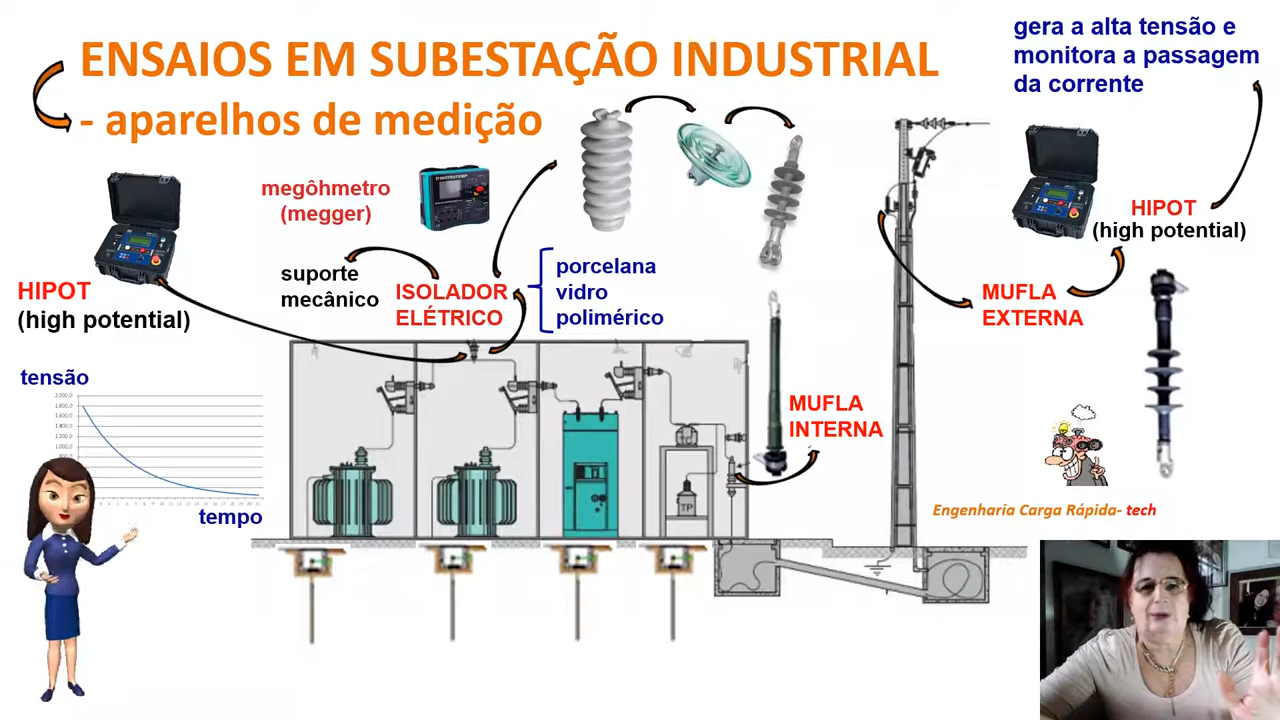 ENSAIOS EM SUBESTAÇÃO INDUSTRIAL
- aparelhos de medição
gera a alta tensão e
monitora a passagem
da corrente
megôhmetro
(megger)
HIPOT
(high potential)
suporte
mecânico
ISOLADOR
ELÉTRICO
porcelana
vidro
polimérico
HIPOT
(high potential)
MUFLA
EXTERNA
MUFLA
INTERNA
tensão
tempo
TP
Engenharia Carga Rápida- tech